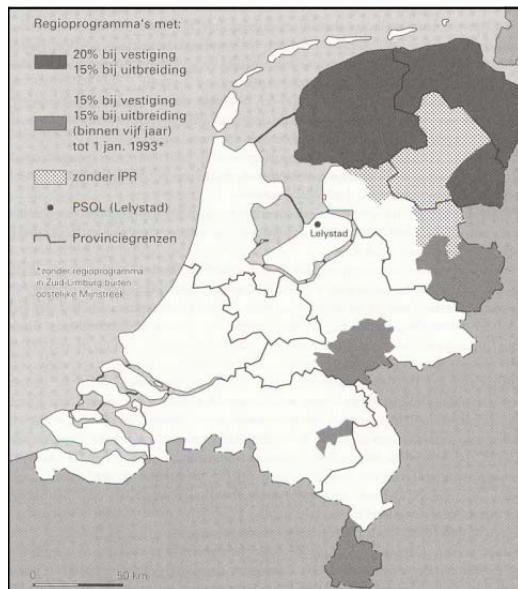 Regioprogramma's met:
20% bij vestiging
15% bij uitbreiding
15% bij vestiging
15% bij uitbreiding
(binnen vijf jaar)
tot 1 jan. 1993*
zonder IPR
PSOL (Lelystad)
Provinciegrenzen
*zonder regioprogramma
in Zuid-Limburg buiten
oostelijke Mijnstreek
Lelystad
0 50 km